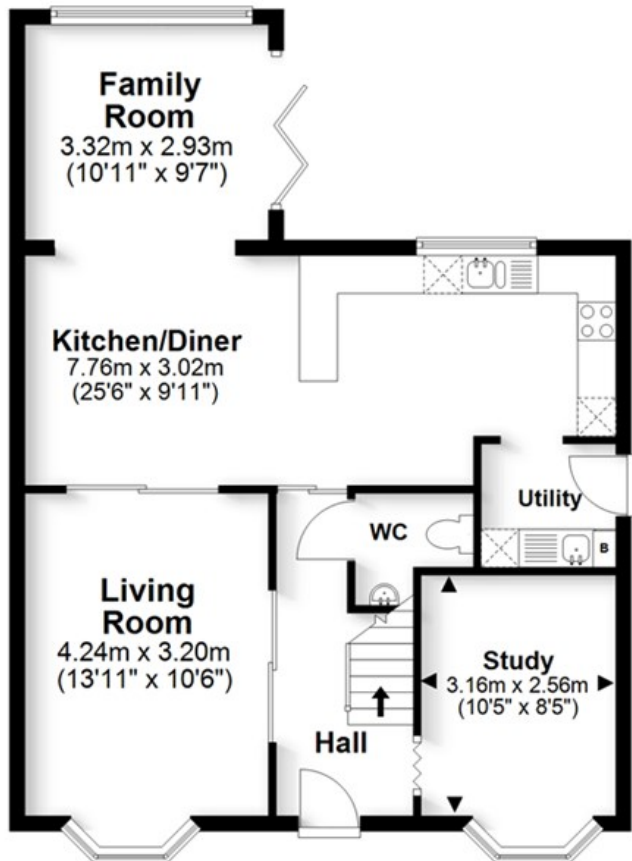 Family
Room
3.32m x 2.93m
(10'11" x 9'7")
Kitchen/Diner
7.76m x 3.02m
(25'6" x 9'11")
Utility
WC
B
Living
Room
4.24m x 3.20m
(13'11" x 10'6")
Study
3.16m x 2.56m
(10'5" x 8'5")
Hall